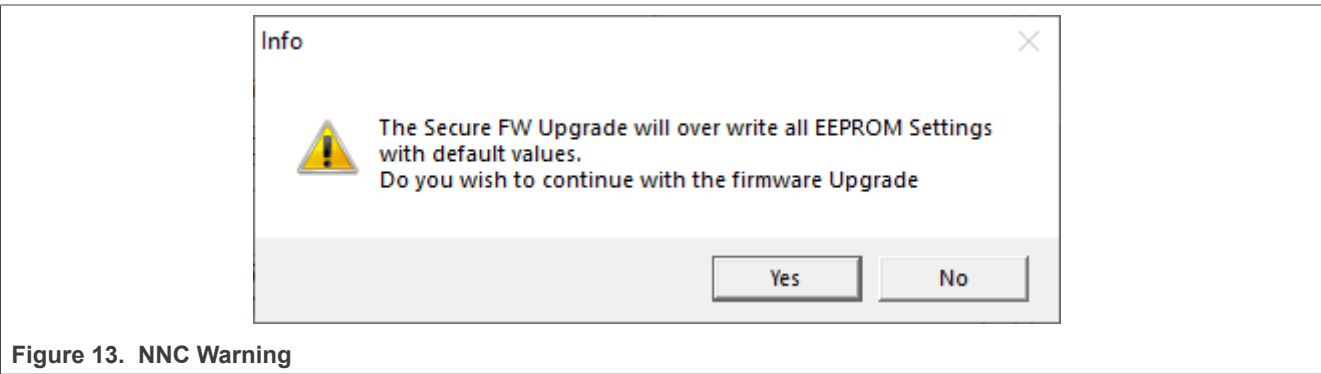 Info
The Secure FW Upgrade will over write all EEPROM Settings
with default values.
Do you wish to continue with the firmware Upgrade
Yes No
Figure 13. NNC Warning